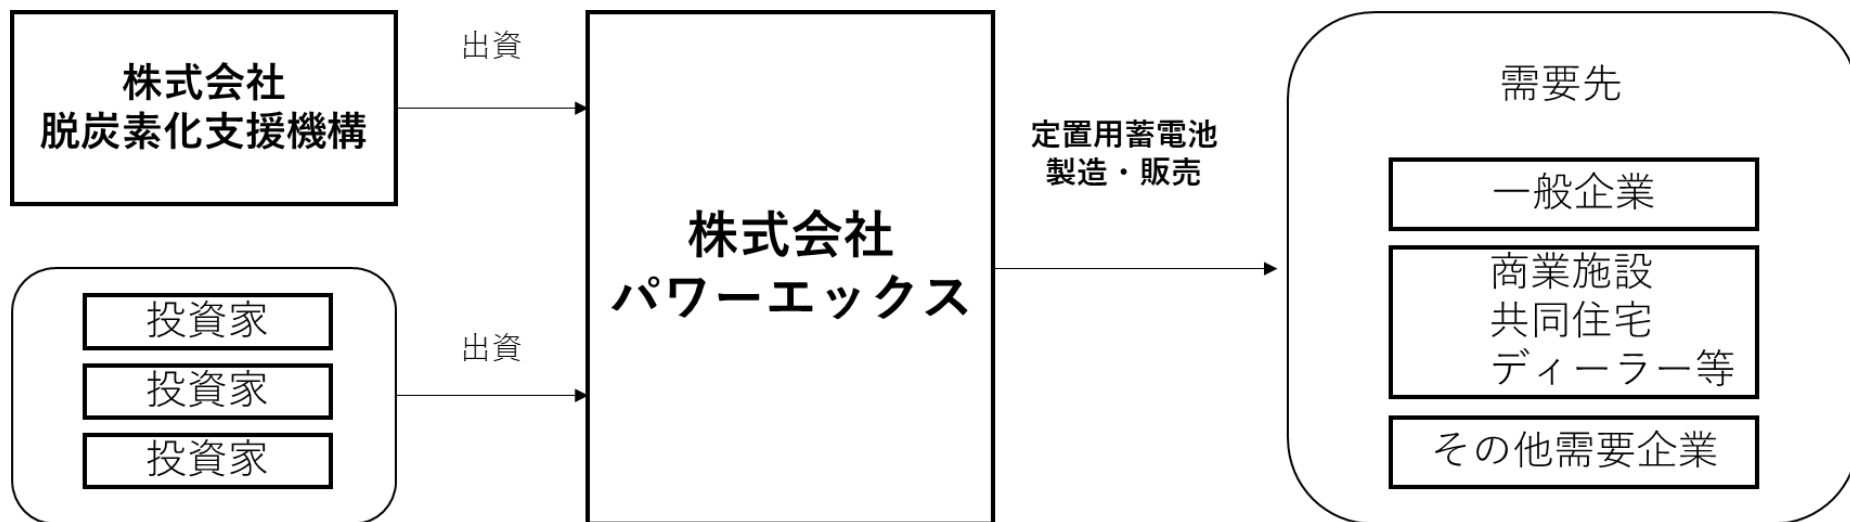 株式会社
脱炭素化支援機構
出資
投資家
投資家
投資家
出資
株式会社
パワーエックス
定置用蓄電池
製造・販売
需要先
一般企業
商業施設
共同住宅
ディーラー等
その他需要企業